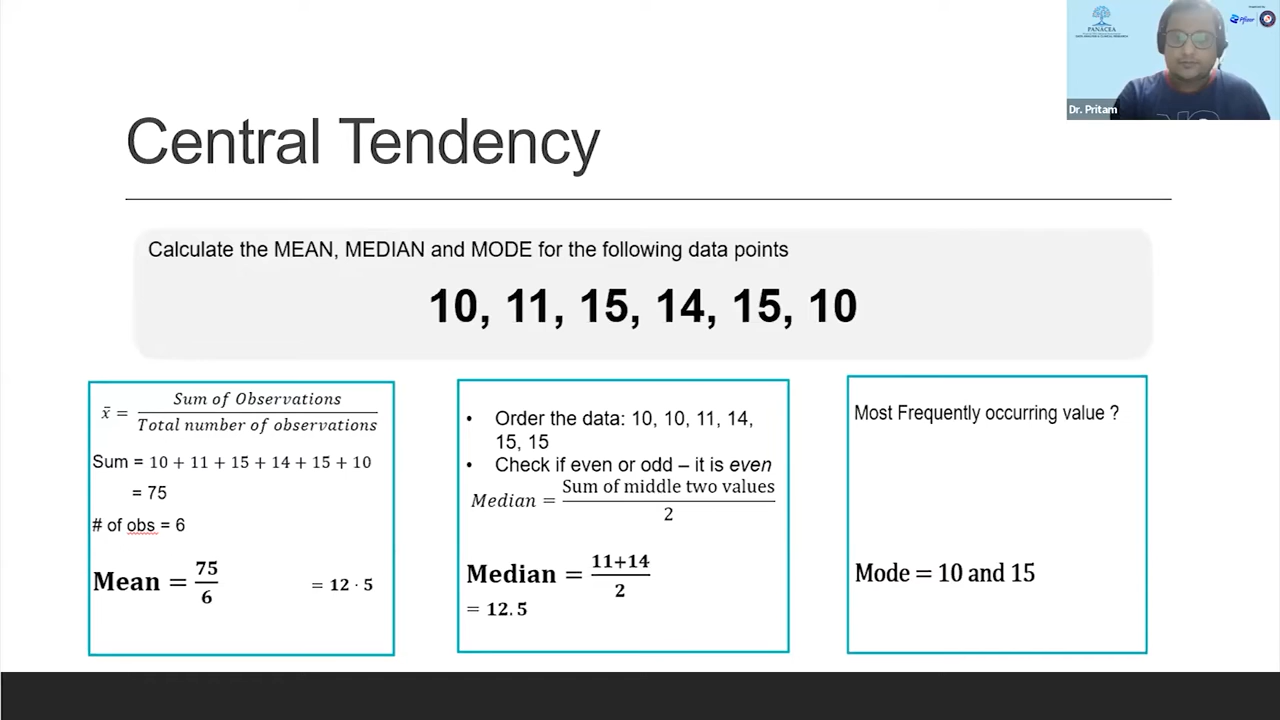 PANACEA
Pfizer
Dr. Pritam
Central Tendency
Calculate the MEAN, MEDIAN and MODE for the following data points
10, 11, 15, 14, 15, 10
x̄ = Sum of Observations / Total number of observations
Sum = 10 + 11 + 15 + 14 + 15 + 10
= 75
# of obs = 6
Mean = 75/6 = 12 · 5
• Order the data: 10, 10, 11, 14,
15, 15
• Check if even or odd – it is even
Median = Sum of middle two values / 2
Median = 11+14 / 2
= 12.5
Most Frequently occurring value ?
Mode = 10 and 15